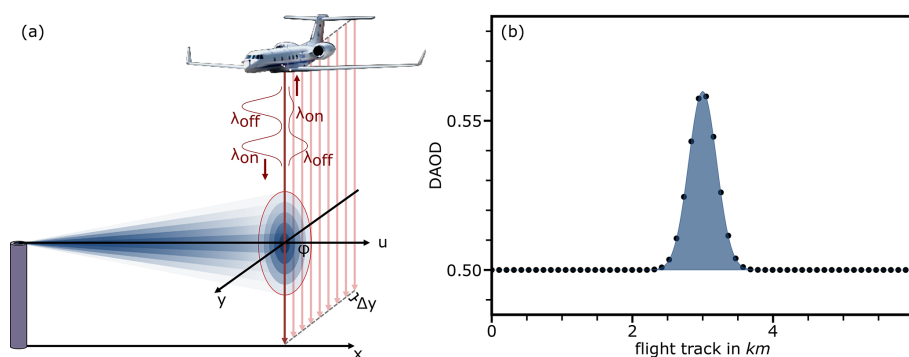 (a)
λoff
λon
λon
λoff
u
φ
y
Δy
x
(b)
0.55
DAOD
0.50
0 2 4
flight track in km